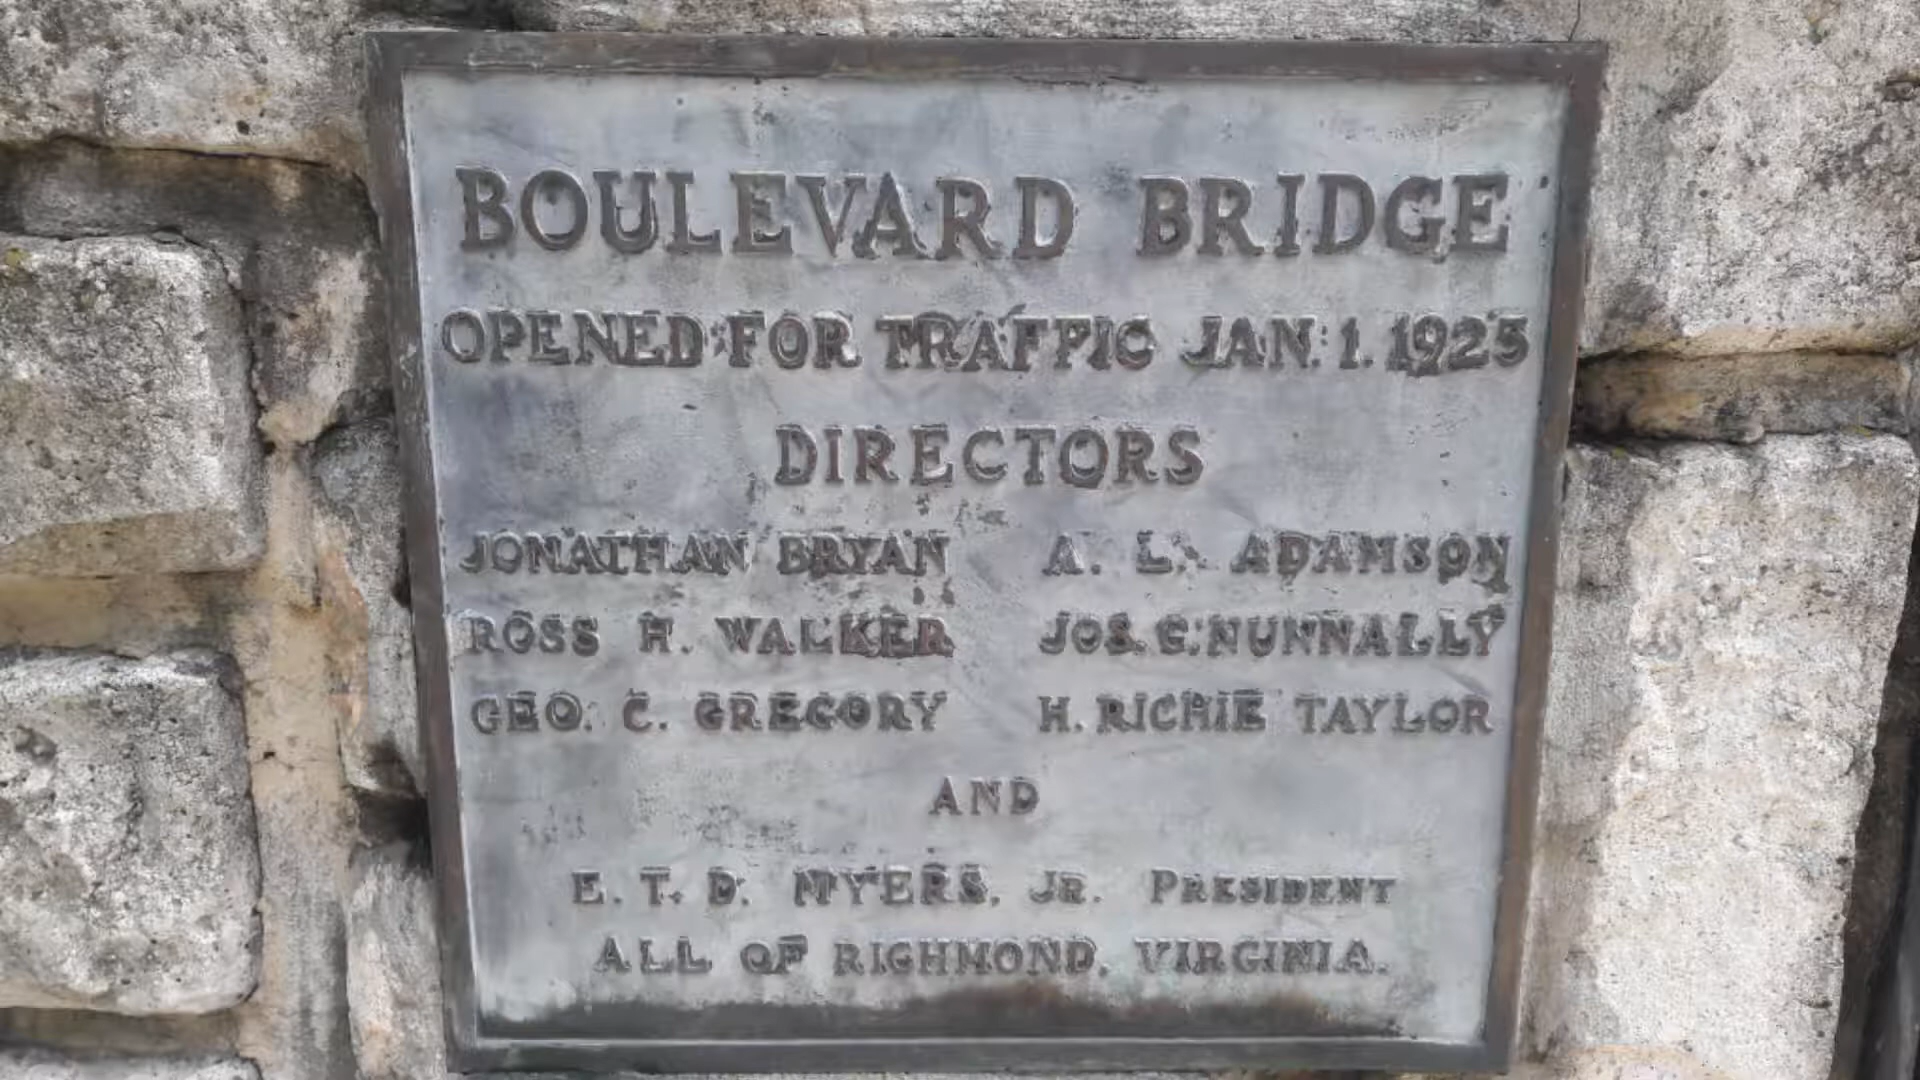 BOULEVARD BRIDGE
OPENED FOR TRAFFIC JAN. 1. 1925
DIRECTORS
JONATHAN BRYAN A. L. ADAMSON
ROSS H. WALKER JOS. C. NUNNALLY
GEO. C. GREGORY H. RICHIE TAYLOR
AND
E. T. D. MYERS, JR. PRESIDENT
ALL OF RICHMOND, VIRGINIA.